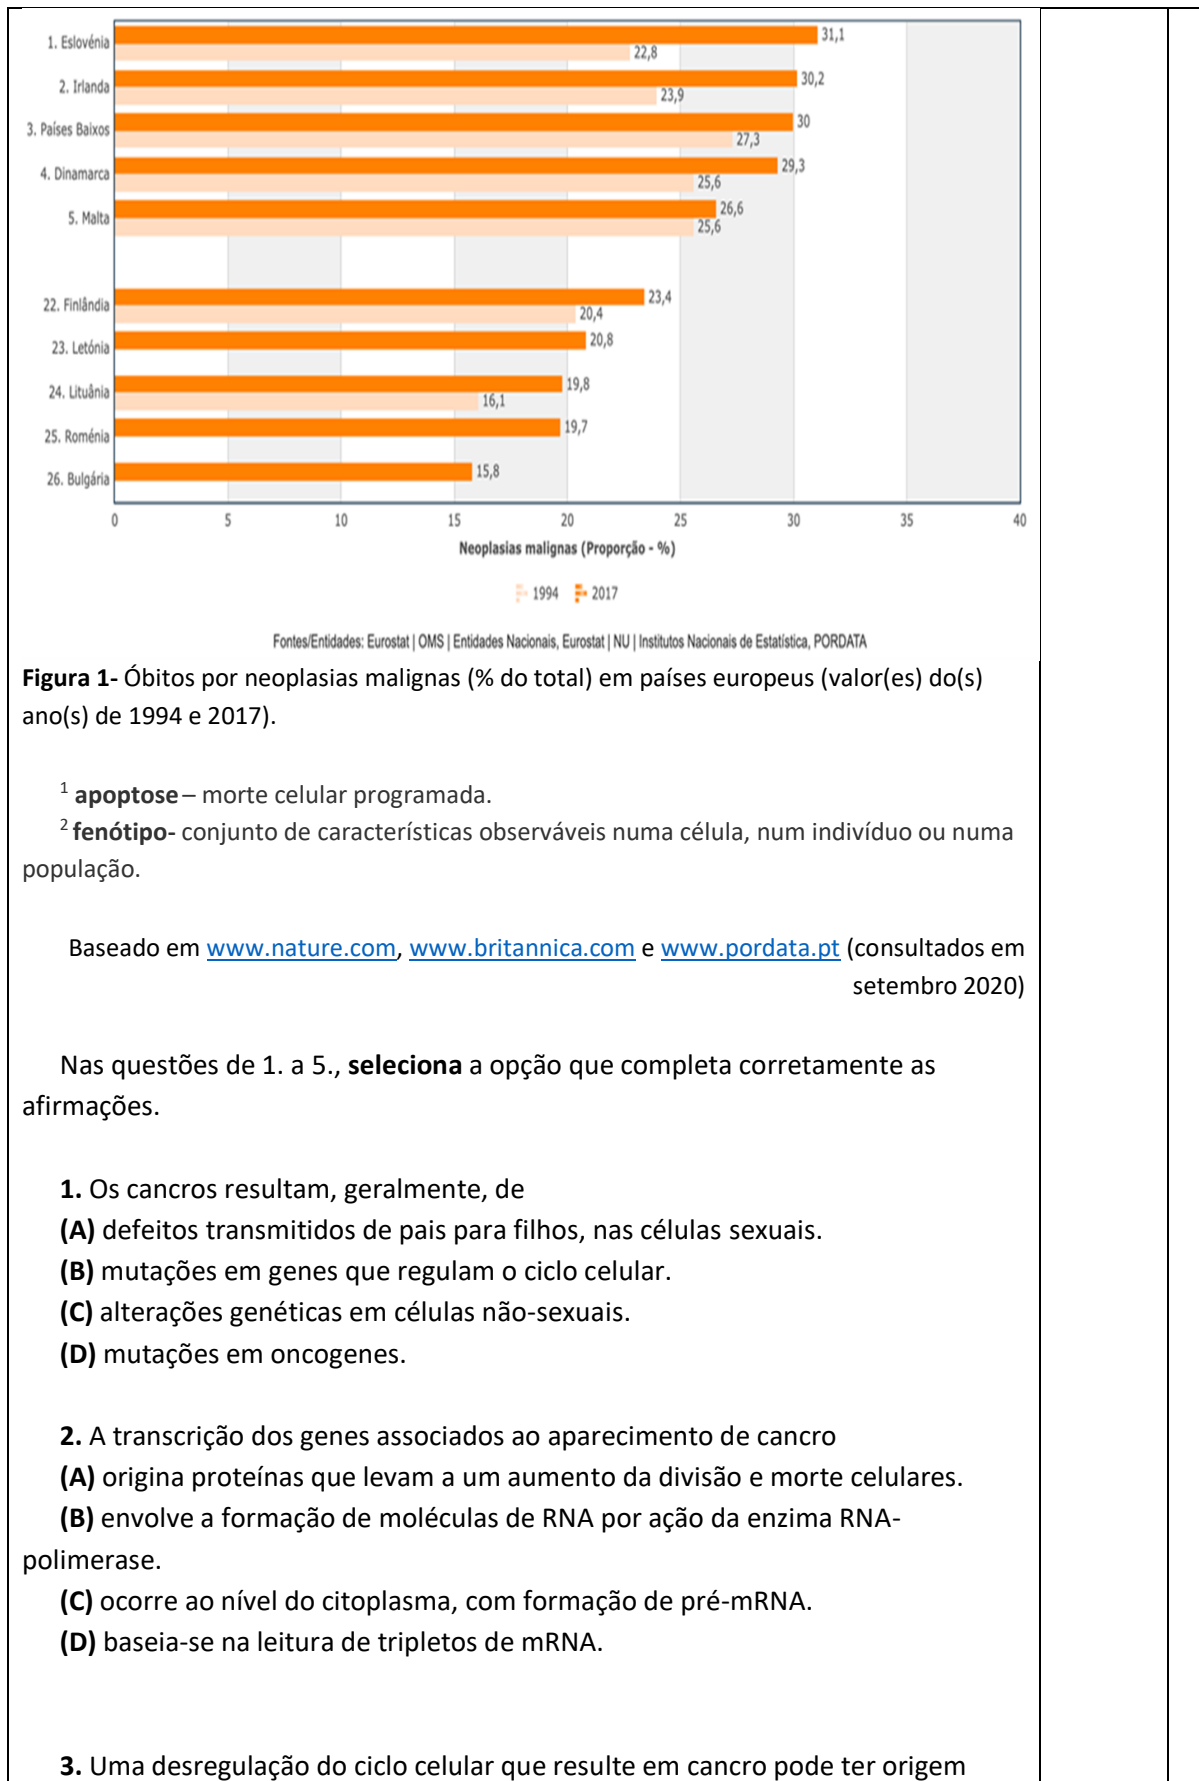 1. Eslovénia
31,1
22,8
2. Irlanda
30,2
23,9
3. Países Baixos
30
27,3
4. Dinamarca
29,3
25,6
5. Malta
26,6
25,6
22. Finlândia
23,4
20,4
23. Letónia
20,8
24. Lituânia
19,8
16,1
25. Roménia
19,7
26. Bulgária
15,8
0 5 10 15 20 25 30 35 40
Neoplasias malignas (Proporção - %)
1994 2017
Fontes/Entidades: Eurostat | OMS | Entidades Nacionais, Eurostat | NU | Institutos Nacionais de Estatística, PORDATA
Figura 1- Óbitos por neoplasias malignas (% do total) em países europeus (valor(es) do(s)
ano(s) de 1994 e 2017).
1 apoptose – morte celular programada.
2 fenótipo- conjunto de características observáveis numa célula, num indivíduo ou numa
população.
Baseado em www.nature.com, www.britannica.com e www.pordata.pt (consultados em
setembro 2020)
Nas questões de 1. a 5., seleciona a opção que completa corretamente as
afirmações.
1. Os cancros resultam, geralmente, de
(A) defeitos transmitidos de pais para filhos, nas células sexuais.
(B) mutações em genes que regulam o ciclo celular.
(C) alterações genéticas em células não-sexuais.
(D) mutações em oncogenes.
2. A transcrição dos genes associados ao aparecimento de cancro
(A) origina proteínas que levam a um aumento da divisão e morte celulares.
(B) envolve a formação de moléculas de RNA por ação da enzima RNA-
polimerase.
(C) ocorre ao nível do citoplasma, com formação de pré-mRNA.
(D) baseia-se na leitura de tripletos de mRNA.
3. Uma desregulação do ciclo celular que resulte em cancro pode ter origem